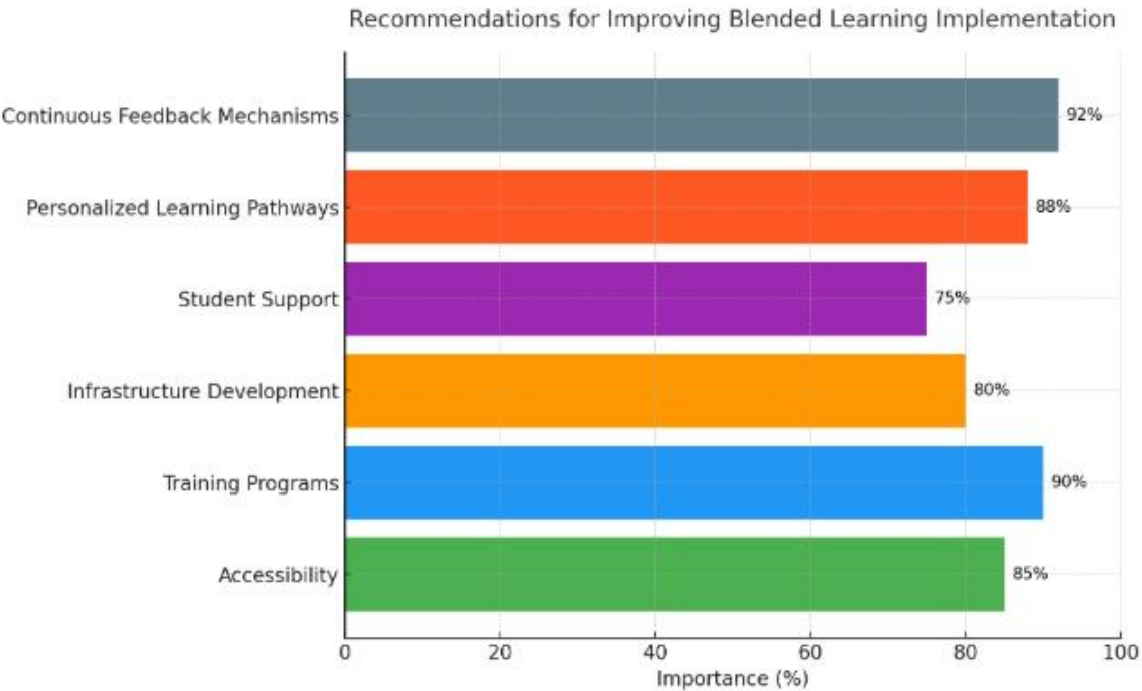 Recommendations for Improving Blended Learning Implementation
Continuous Feedback Mechanisms
92%
Personalized Learning Pathways
88%
Student Support
75%
Infrastructure Development
80%
Training Programs
90%
Accessibility
85%
0 20 40 60 80 100
Importance (%)